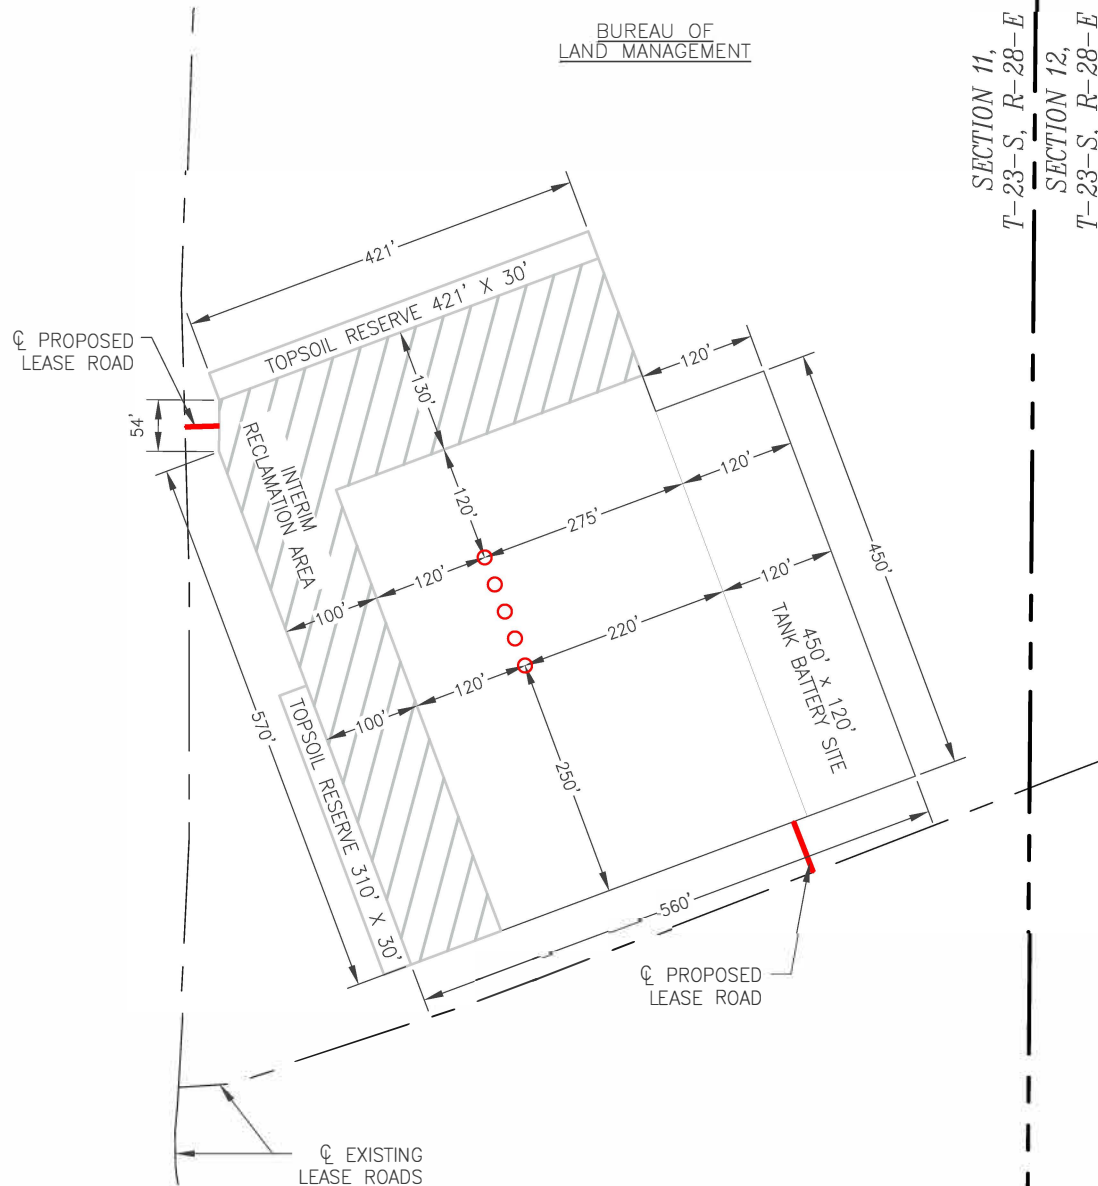 BUREAU OF
LAND MANAGEMENT
SECTION 11,
T-23-S, R-28-E
SECTION 12,
T-23-S, R-28-E
421'
TOPSOIL RESERVE 421' X 30'
℄ PROPOSED
LEASE ROAD
54'
130'
120'
INTERIM
RECLAMATION AREA
120'
275'
120'
120'
100'
450'
220'
120'
120'
100'
450' x 120'
TANK BATTERY SITE
570'
TOPSOIL RESERVE 310' X 30'
250'
560'
℄ PROPOSED
LEASE ROAD
℄ EXISTING
LEASE ROADS